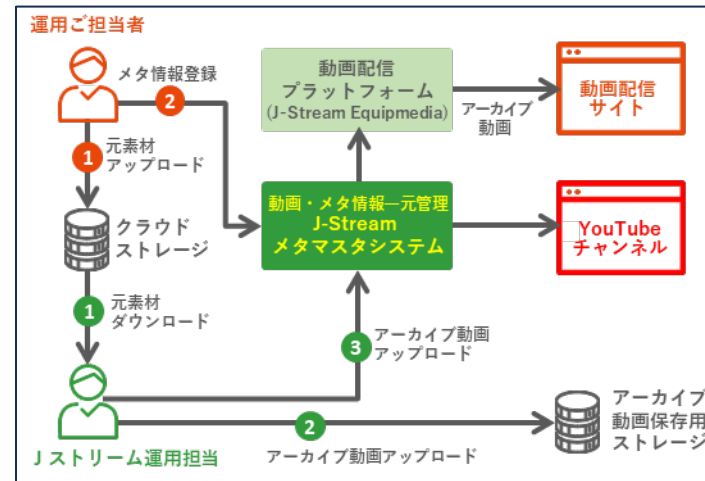 運用ご担当者
メタ情報登録
2
1
元素材
アップロード
クラウド
ストレージ
1
元素材
ダウンロード
Jストリーム運用担当
動画配信
プラットフォーム
(J-Stream Equipmedia)
アーカイブ
動画
動画配信
サイト
動画・メタ情報一元管理
J-Stream
メタマスタシステム
YouTube
チャンネル
3
アーカイブ動画
アップロード
2
アーカイブ動画アップロード
アーカイブ
動画保存用
ストレージ